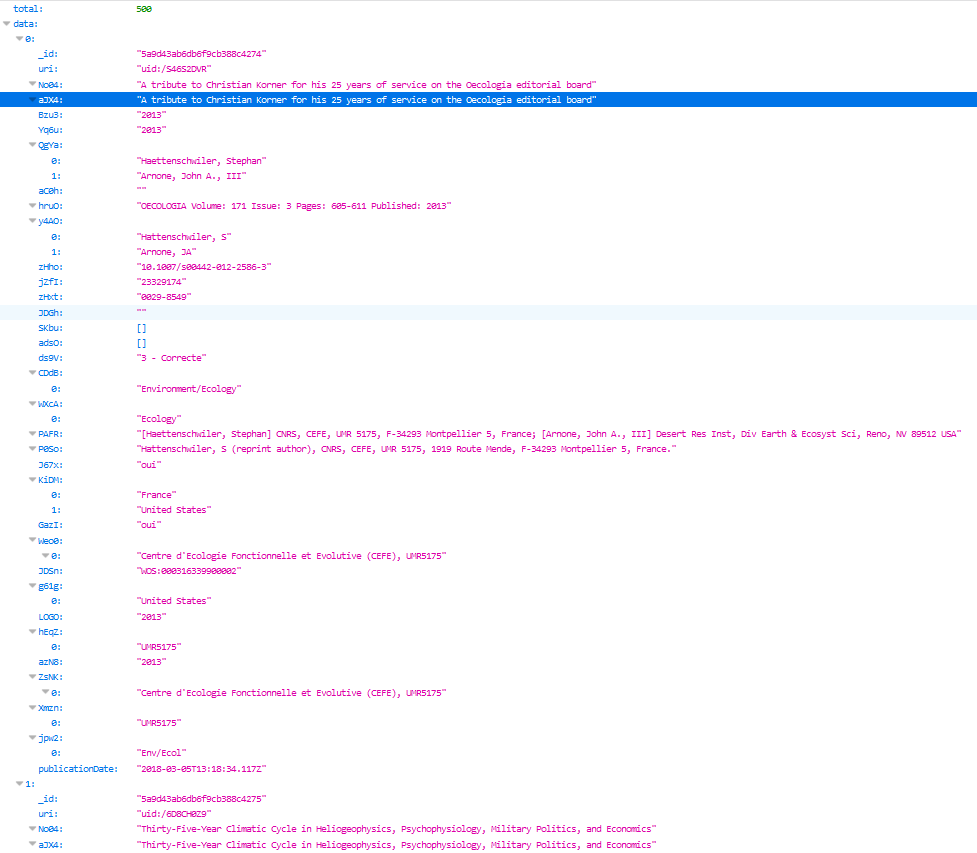 total: 500
data:
0:
_id: "5a9d43ab6db6f9cb388c4274"
uri: "uid:/S46S2DVR"
No04: "A tribute to Christian Korner for his 25 years of service on the Oecologia editorial board"
aJX4: "A tribute to Christian Korner for his 25 years of service on the Oecologia editorial board"
Bzu3: "2013"
Yq6u: "2013"
QgYa:
0: "Haettenschwiler, Stephan"
1: "Arnone, John A., III"
aC0h: ""
hruO: "OECOLOGIA Volume: 171 Issue: 3 Pages: 605-611 Published: 2013"
y4AO:
0: "Hattenschwiler, S"
1: "Arnone, JA"
zHho: "10.1007/s00442-012-2586-3"
jZfI: "23329174"
zHxt: "0029-8549"
JDGh: ""
SKbu: []
adsO: []
ds9V: "3 - Correcte"
CDdB:
0: "Environment/Ecology"
WXcA:
0: "Ecology"
PAFR: "[Haettenschwiler, Stephan] CNRS, CEFE, UMR 5175, F-34293 Montpellier 5, France; [Arnone, John A., III] Desert Res Inst, Div Earth & Ecosyst Sci, Reno, NV 89512 USA"
P0So: "Hattenschwiler, S (reprint author), CNRS, CEFE, UMR 5175, 1919 Route Mende, F-34293 Montpellier 5, France."
J67x: "oui"
KiDM:
0: "France"
1: "United States"
GazI: "oui"
Weo0:
0: "Centre d'Ecologie Fonctionnelle et Evolutive (CEFE), UMR5175"
JDSn: "WOS:000316339900002"
g61g:
0: "United States"
LOGO: "2013"
hEqZ:
0: "UMR5175"
azN8: "2013"
ZsNK:
0: "Centre d'Ecologie Fonctionnelle et Evolutive (CEFE), UMR5175"
Xmzn:
0: "UMR5175"
jpw2:
0: "Env/Ecol"
publicationDate: "2018-03-05T13:18:34.117Z"
1:
_id: "5a9d43ab6db6f9cb388c4275"
uri: "uid:/6D8CH0Z9"
No04: "Thirty-Five-Year Climatic Cycle in Heliogeophysics, Psychophysiology, Military Politics, and Economics"
aJX4: "Thirty-Five-Year Climatic Cycle in Heliogeophysics, Psychophysiology, Military Politics, and Economics"